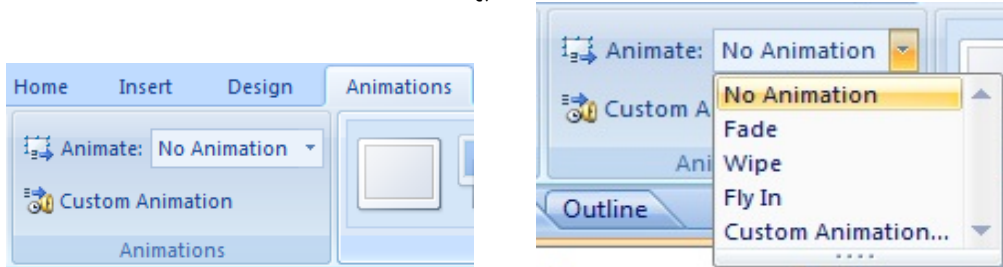 Home Insert Design Animations
Animate: No Animation
Custom Animation
Animations
Animate: No Animation
Custom A
No Animation
Fade
Ani
Wipe
Fly In
Outline
Custom Animation...